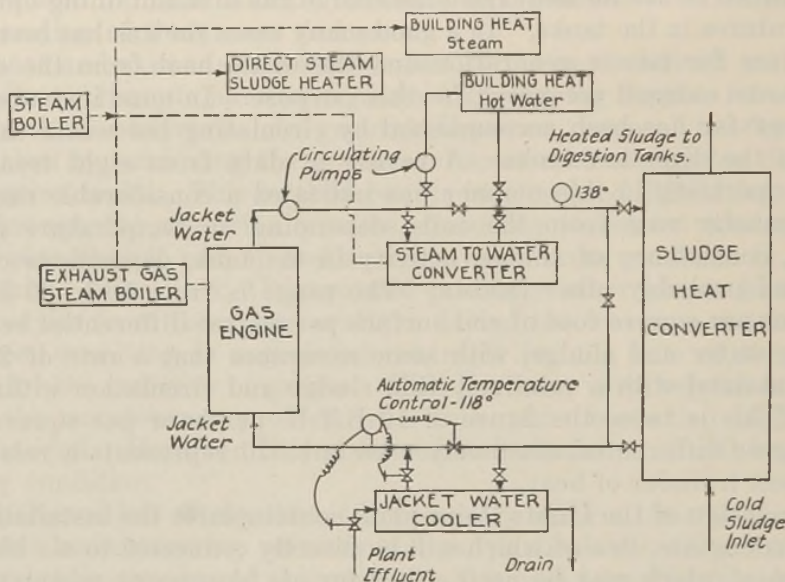 BUILDING HEAT
Steam
DIRECT STEAM
SLUDGE HEATER
BUILDING HEAT
Hot Water
STEAM
BOILER
Circulating
Pumps
Heated Sludge to
Digestion Tanks.
138°
Jacket
Water
STEAM TO WATER
CONVERTER
EXHAUST GAS
STEAM BOILER
GAS
ENGINE
SLUDGE
HEAT
CONVERTER
Automatic Temperature
Control-118°
Jacket
Water
JACKET WATER
COOLER
Cold
Sludge
Inlet
Plant
Effluent
Drain